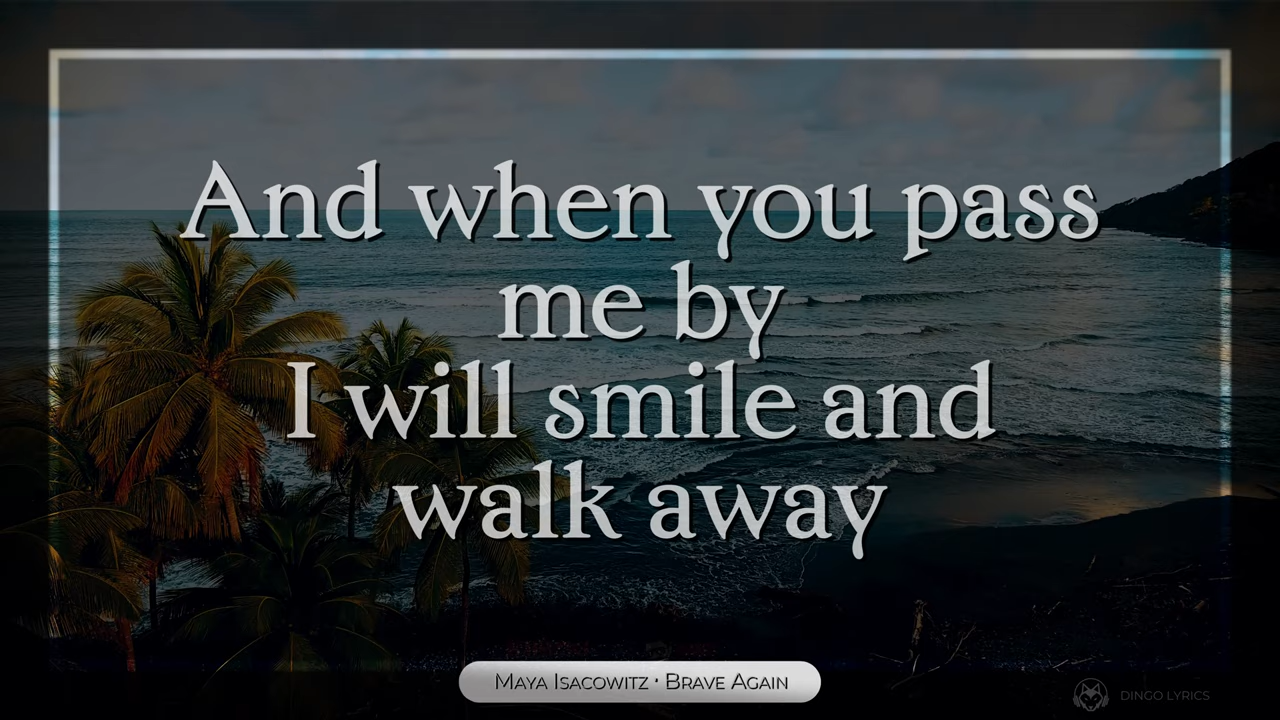 And when you pass
me by
I will smile and
walk away
Maya Isacowitz • Brave Again
DINGO LYRICS